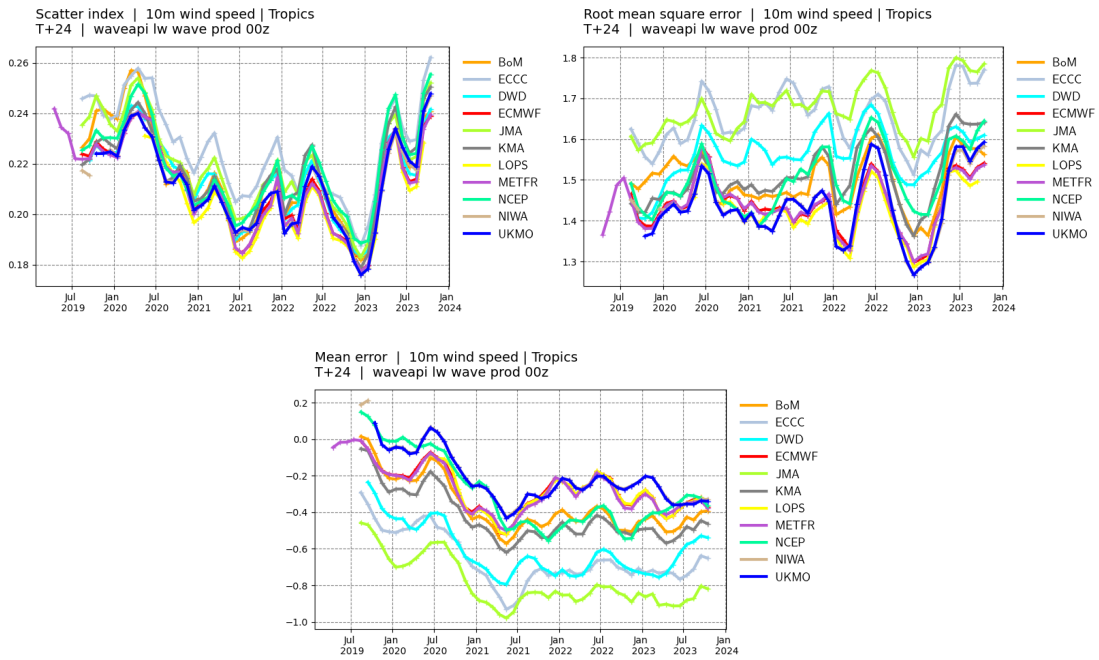 Scatter index | 10m wind speed | Tropics
T+24 | waveapi lw wave prod 00z
0.26
0.24
0.22
0.20
0.18
Jul
2019
Jan
2020
Jul
2020
Jan
2021
Jul
2021
Jan
2022
Jul
2022
Jan
2023
Jul
2023
Jan
2024
BoM
ECCC
DWD
ECMWF
JMA
KMA
LOPS
METFR
NCEP
NIWA
UKMO
Root mean square error | 10m wind speed | Tropics
T+24 | waveapi lw wave prod 00z
1.8
1.7
1.6
1.5
1.4
1.3
Jul
2019
Jan
2020
Jul
2020
Jan
2021
Jul
2021
Jan
2022
Jul
2022
Jan
2023
Jul
2023
Jan
2024
BoM
ECCC
DWD
ECMWF
JMA
KMA
LOPS
METFR
NCEP
NIWA
UKMO
Mean error | 10m wind speed | Tropics
T+24 | waveapi lw wave prod 00z
0.2
0.0
−0.2
−0.4
−0.6
−0.8
−1.0
Jul
2019
Jan
2020
Jul
2020
Jan
2021
Jul
2021
Jan
2022
Jul
2022
Jan
2023
Jul
2023
Jan
2024
BoM
ECCC
DWD
ECMWF
JMA
KMA
LOPS
METFR
NCEP
NIWA
UKMO